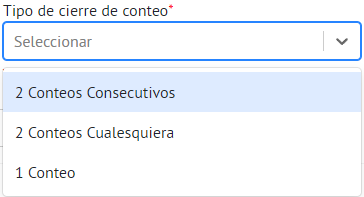 Tipo de cierre de conteo*
Seleccionar
2 Conteos Consecutivos
2 Conteos Cualesquiera
1 Conteo